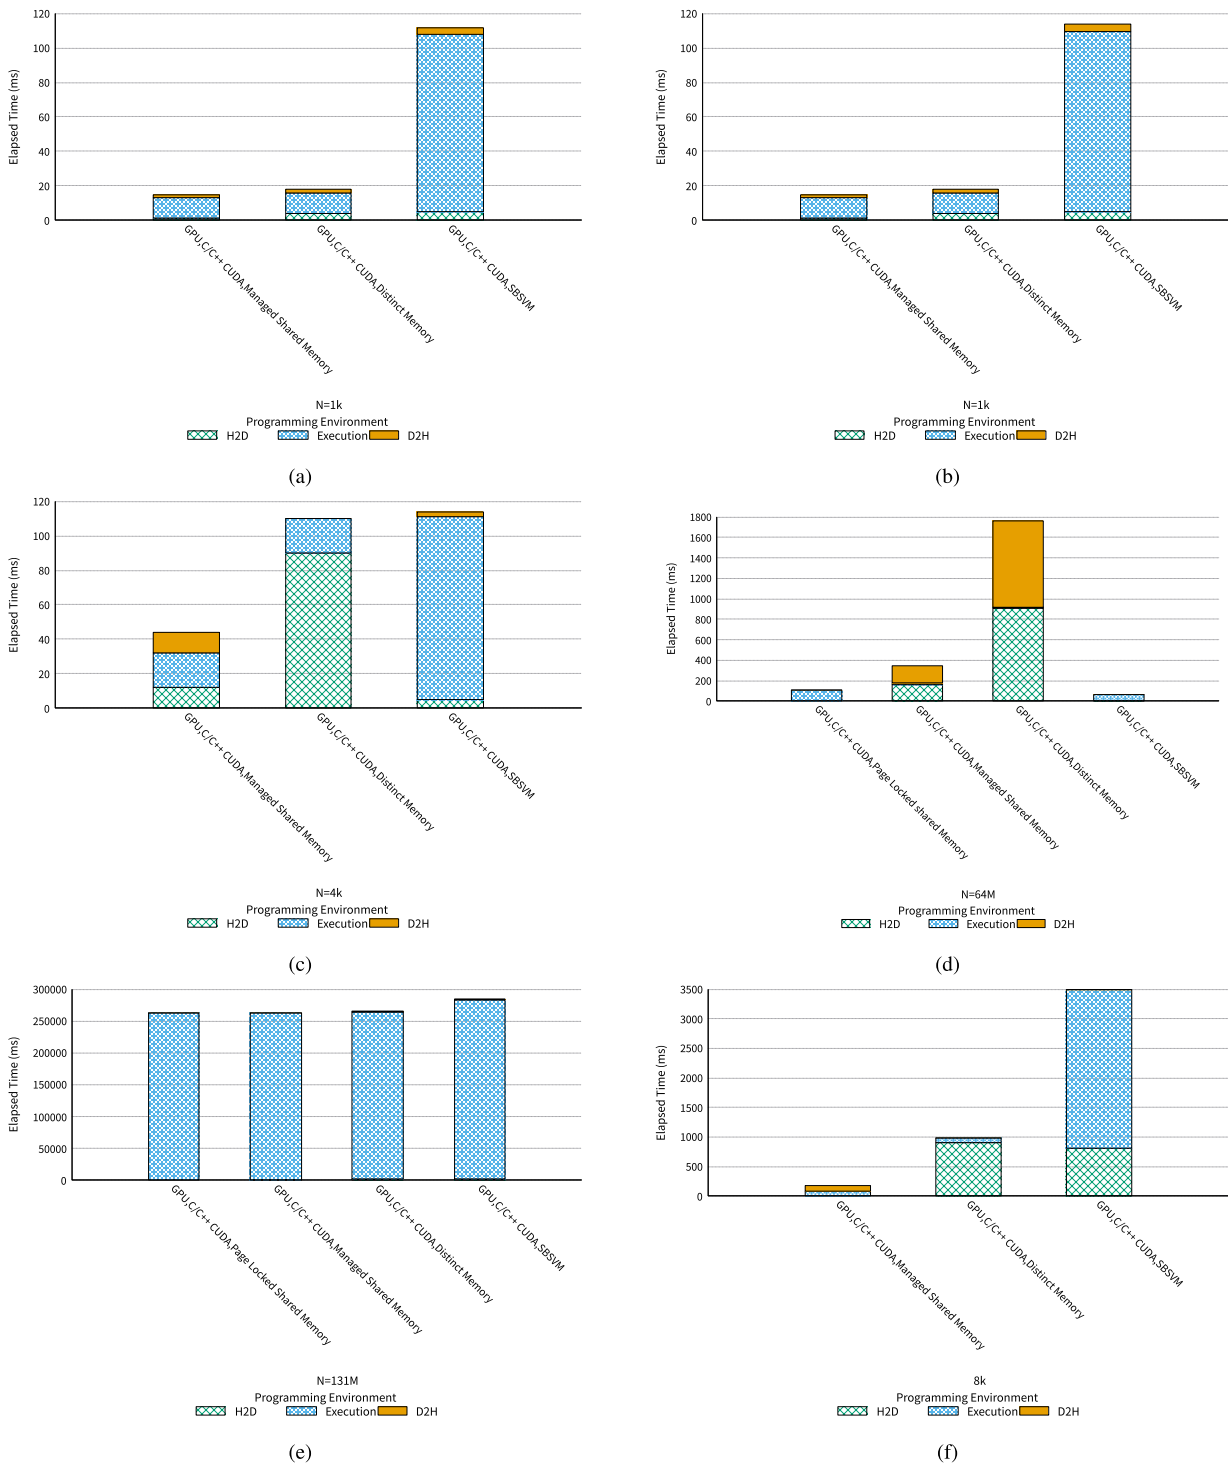 120
100
80
60
40
20
0
Elapsed Time (ms)
GPU,C/C++ CUDA,Managed Shared Memory
GPU,C/C++ CUDA,Distinct Memory
GPU,C/C++ CUDA,SBSVM
N=1k
Programming Environment
H2D Execution D2H
(a)
120
100
80
60
40
20
0
Elapsed Time (ms)
GPU,C/C++ CUDA,Managed Shared Memory
GPU,C/C++ CUDA,Distinct Memory
GPU,C/C++ CUDA,SBSVM
N=1k
Programming Environment
H2D Execution D2H
(b)
120
100
80
60
40
20
0
Elapsed Time (ms)
GPU,C/C++ CUDA,Managed Shared Memory
GPU,C/C++ CUDA,Distinct Memory
GPU,C/C++ CUDA,SBSVM
N=4k
Programming Environment
H2D Execution D2H
(c)
1800
1600
1400
1200
1000
800
600
400
200
0
Elapsed Time (ms)
GPU,C/C++ CUDA,Page Locked shared Memory
GPU,C/C++ CUDA,Managed Shared Memory
GPU,C/C++ CUDA,Distinct Memory
GPU,C/C++ CUDA,SBSVM
N=64M
Programming Environment
H2D Execution D2H
(d)
300000
250000
200000
150000
100000
50000
0
Elapsed Time (ms)
GPU,C/C++ CUDA,Page Locked Shared Memory
GPU,C/C++ CUDA,Managed Shared Memory
GPU,C/C++ CUDA,Distinct Memory
GPU,C/C++ CUDA,SBSVM
N=131M
Programming Environment
H2D Execution D2H
(e)
3500
3000
2500
2000
1500
1000
500
0
Elapsed Time (ms)
GPU,C/C++ CUDA,Managed Shared Memory
GPU,C/C++ CUDA,Distinct Memory
GPU,C/C++ CUDA,SBSVM
8k
Programming Environment
H2D Execution D2H
(f)